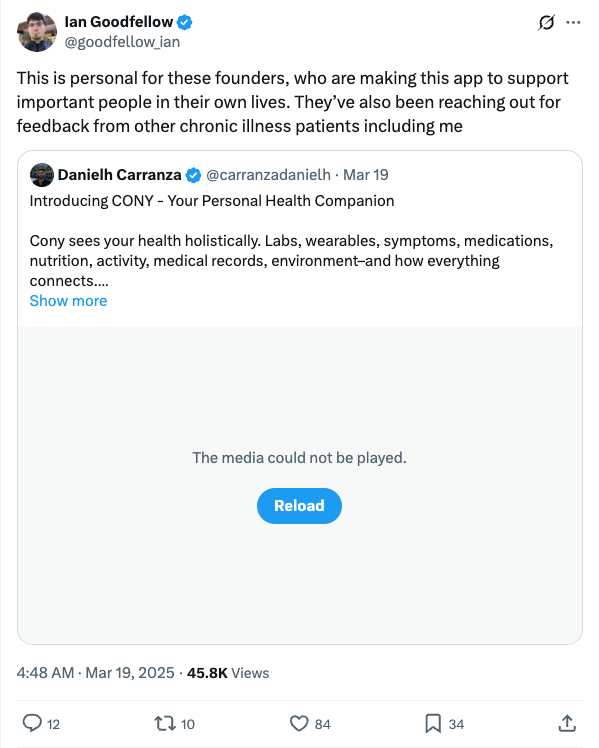 Ian Goodfellow
@goodfellow_ian
This is personal for these founders, who are making this app to support
important people in their own lives. They’ve also been reaching out for
feedback from other chronic illness patients including me
Danielh Carranza @carranzadanielh · Mar 19
Introducing CONY - Your Personal Health Companion
Cony sees your health holistically. Labs, wearables, symptoms, medications,
nutrition, activity, medical records, environment–and how everything
connects....
Show more
The media could not be played.
Reload
4:48 AM · Mar 19, 2025 · 45.8K Views
12 10 84 34